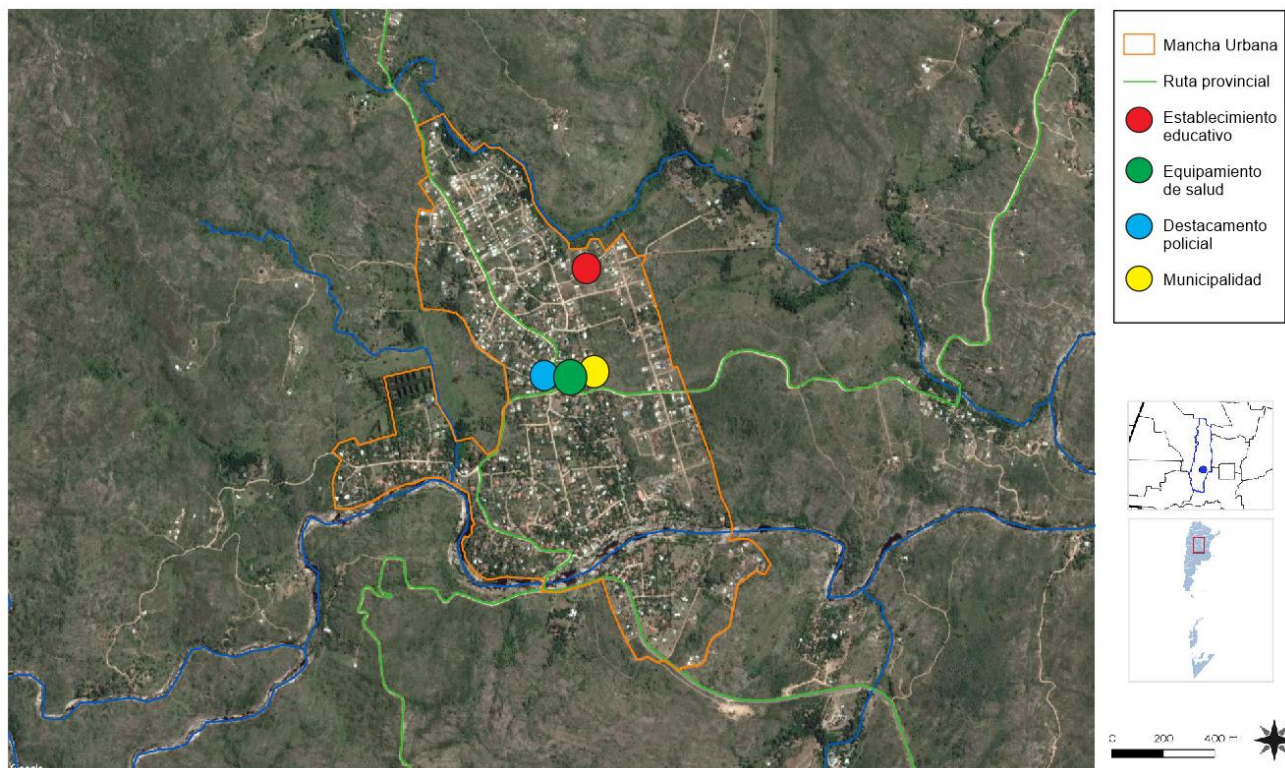 Mancha Urbana
Ruta provincial
Establecimiento
educativo
Equipamiento
de salud
Destacamento
policial
Municipalidad
0 200 400 m